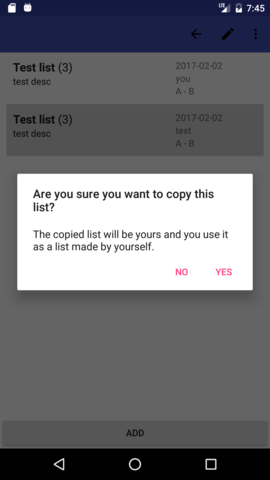 LTE 7:45
Test list (3)
2017-02-02
test desc
you
A - B
Test list (3)
2017-02-02
test desc
test
A - B
Are you sure you want to copy this
list?
The copied list will be yours and you use it
as a list made by yourself.
NO YES
ADD